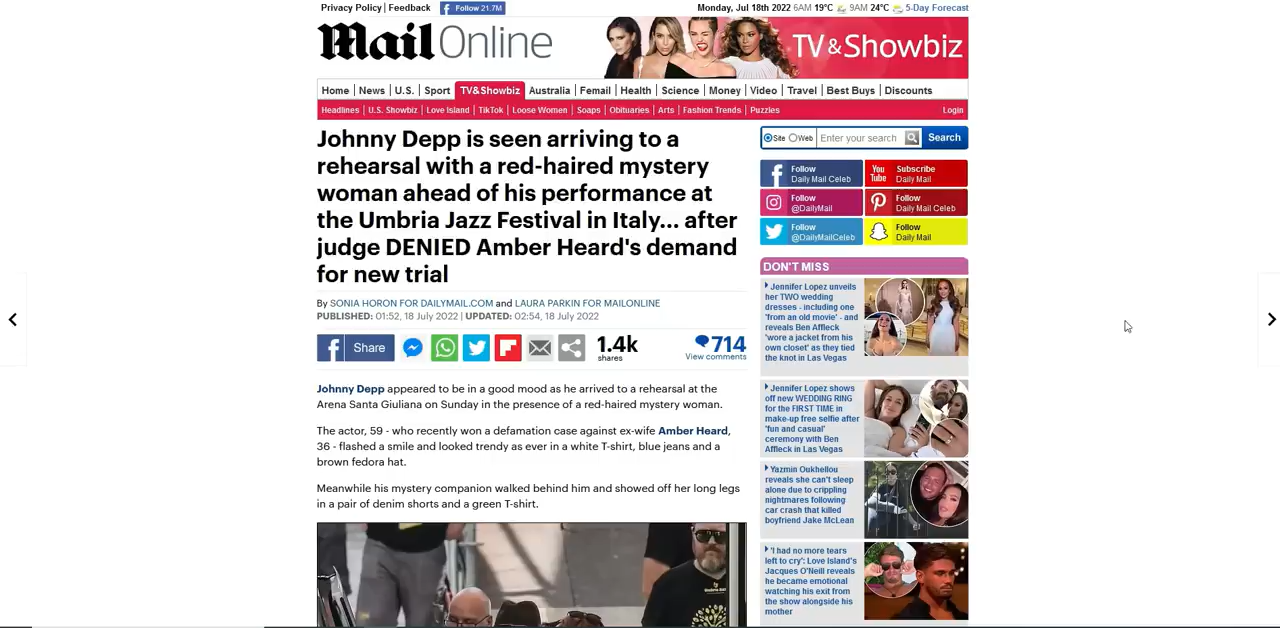 Privacy Policy | Feedback
Follow 21.7M
Monday, Jul 18th 2022 6AM 19°C 9AM 24°C 5-Day Forecast
Mail Online
TV & Showbiz
Home | News | U.S. | Sport | TV&Showbiz | Australia | Femail | Health | Science | Money | Video | Travel | Best Buys | Discounts
Headlines | U.S. Showbiz | Love Island | TikTok | Loose Women | Soaps | Obituaries | Arts | Fashion Trends | Puzzles
Login
Johnny Depp is seen arriving to a
rehearsal with a red-haired mystery
woman ahead of his performance at
the Umbria Jazz Festival in Italy... after
judge DENIED Amber Heard's demand
for new trial
By SONIA HORON FOR DAILYMAIL.COM and LAURA PARKIN FOR MAILONLINE
PUBLISHED: 01:52, 18 July 2022 | UPDATED: 02:54, 18 July 2022
Share
1.4k
shares
714
View comments
Johnny Depp appeared to be in a good mood as he arrived to a rehearsal at the
Arena Santa Giuliana on Sunday in the presence of a red-haired mystery woman.
The actor, 59 - who recently won a defamation case against ex-wife Amber Heard,
36 - flashed a smile and looked trendy as ever in a white T-shirt, blue jeans and a
brown fedora hat.
Meanwhile his mystery companion walked behind him and showed off her long legs
in a pair of denim shorts and a green T-shirt.
Site Web Enter your search Search
Follow
Daily Mail Celeb
You
Tube
Subscribe
Daily Mail
Follow
@DailyMail
Follow
Daily Mail Celeb
Follow
@DailyMailCeleb
Follow
Daily Mail
DON'T MISS
Jennifer Lopez unveils
her TWO wedding
dresses - including one
'from an old movie' - and
reveals Ben Affleck
'wore a jacket from his
own closet' as they tied
the knot in Las Vegas
Jennifer Lopez shows
off new WEDDING RING
for the FIRST TIME in
make-up free selfie after
'fun and casual'
ceremony with Ben
Affleck in Las Vegas
Yazmin Oukhellou
reveals she can't sleep
alone due to crippling
nightmares following
car crash that killed
boyfriend Jake McLean
'I had no more tears
left to cry': Love Island's
Jacques O'Neill reveals
he became emotional
watching his exit from
the show alongside his
mother